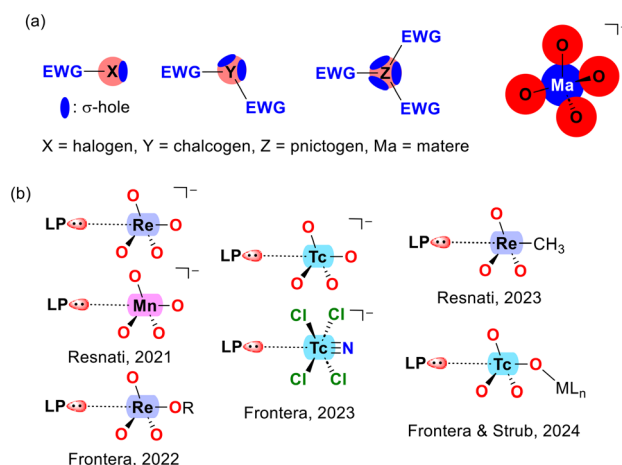 (a)
EWG X
EWG Y EWG
EWG Z EWG EWG
O O Ma O O –
: σ-hole
X = halogen, Y = chalcogen, Z = pnictogen, Ma = matere
(b)
LP Re O O O O –
LP Mn O O O O –
Resnati, 2021
LP Re O OR O O
Frontera, 2022
LP Tc O O O O –
LP Tc N Cl Cl Cl Cl –
Frontera, 2023
LP Re O CH3 O O
Resnati, 2023
LP Tc O O O O MLn
Frontera & Strub, 2024